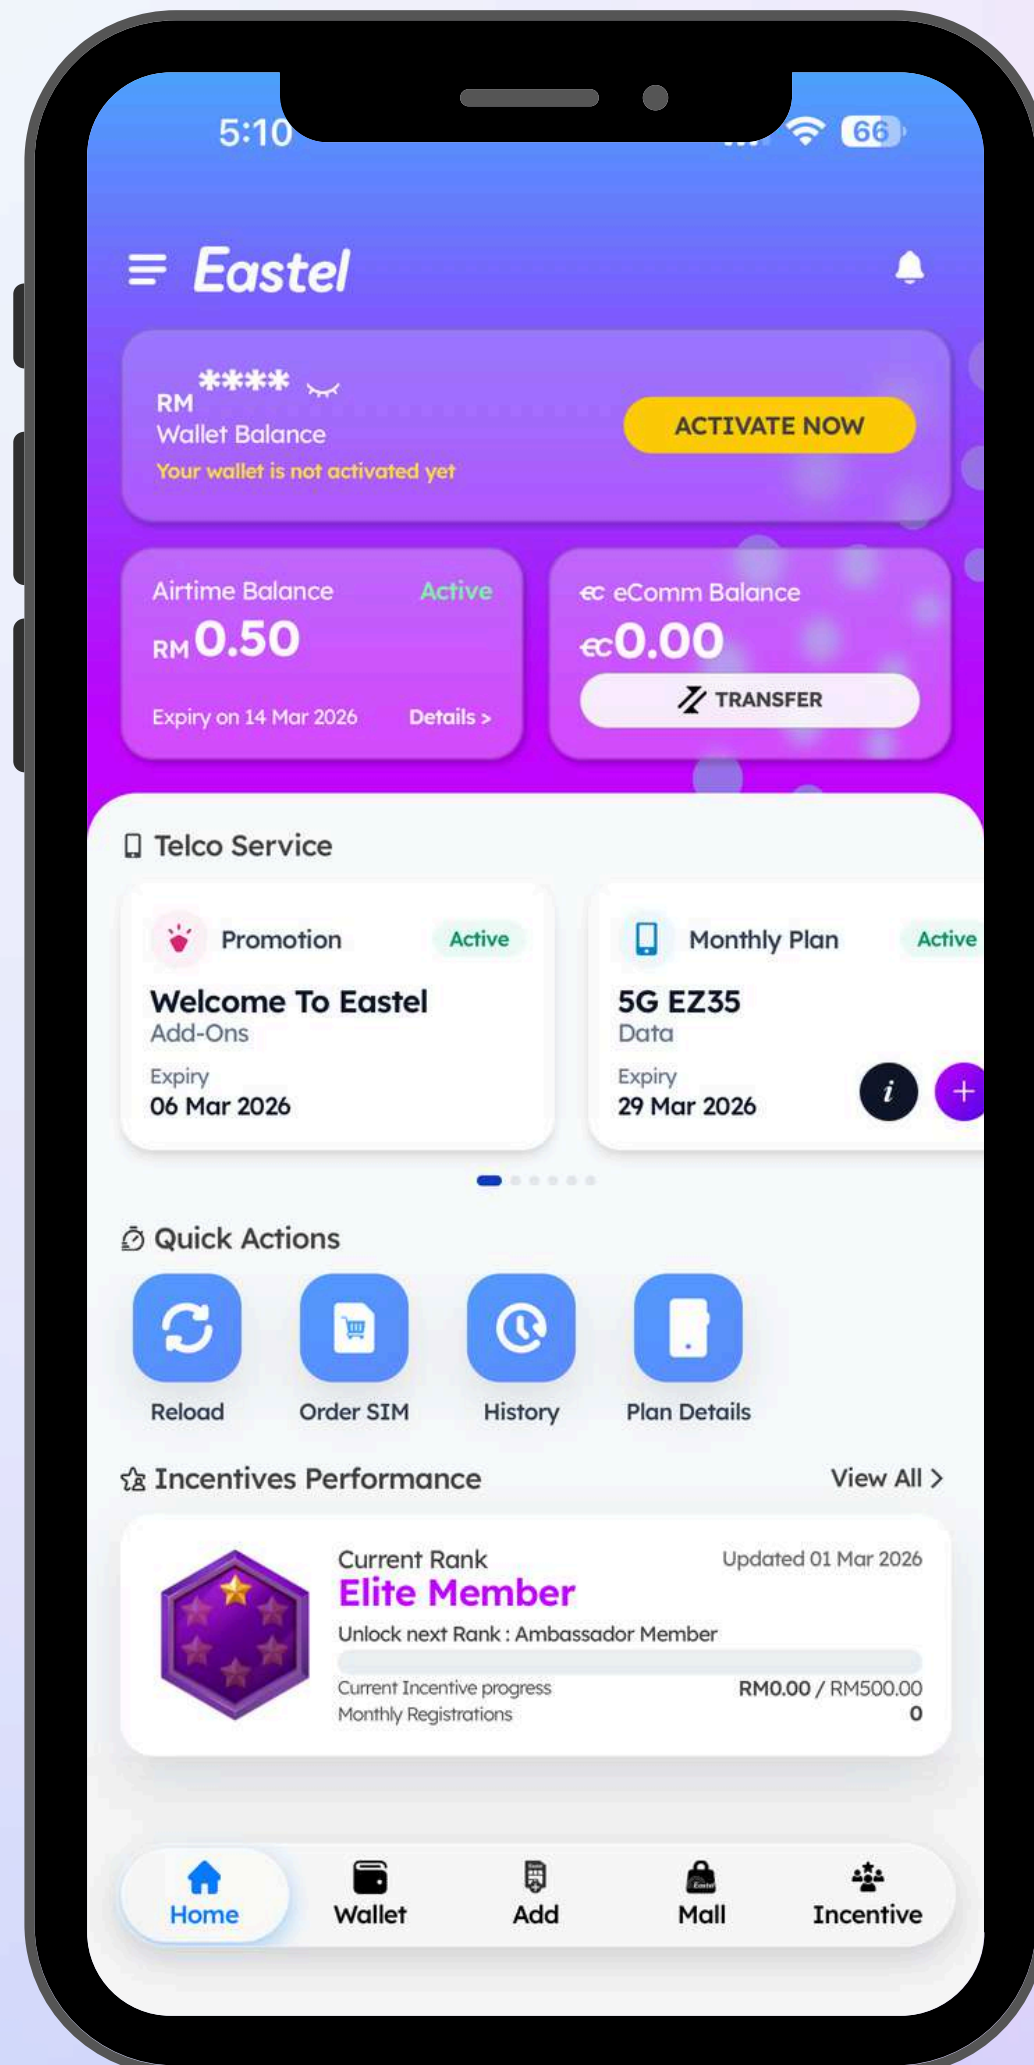 5:10
66
Eastel
RM ****
Wallet Balance
Your wallet is not activated yet
ACTIVATE NOW
Airtime Balance
Active
RM 0.50
Expiry on 14 Mar 2026
Details >
eComm Balance
0.00
TRANSFER
Telco Service
Promotion
Active
Welcome To Eastel
Add-Ons
Expiry
06 Mar 2026
Monthly Plan
Active
5G EZ35
Data
Expiry
29 Mar 2026
i
+
Quick Actions
Reload
Order SIM
History
Plan Details
Incentives Performance
View All >
Current Rank
Updated 01 Mar 2026
Elite Member
Unlock next Rank : Ambassador Member
Current Incentive progress
RM0.00 / RM500.00
Monthly Registrations
0
Home
Wallet
Add
Mall
Incentive